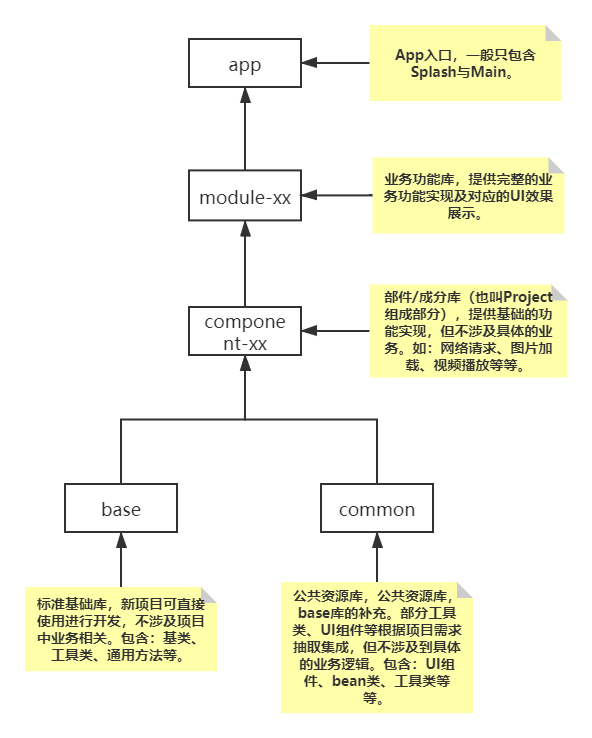 app
App入口，一般只包含
Splash与Main。
module-xx
业务功能库，提供完整的业
务功能实现及对应的UI效果
展示。
compone
nt-xx
部件/成分库（也叫Project
组成部分），提供基础的功
能实现，但不涉及具体的业
务。如：网络请求、图片加
载、视频播放等等。
base
common
标准基础库，新项目可直接
使用进行开发，不涉及项目
中业务相关。包含：基类、
工具类、通用方法等。
公共资源库，公共资源库，
base库的补充。部分工具
类、UI组件等根据项目需求
抽取集成，但不涉及到具体
的业务逻辑。包含：UI组
件、bean类、工具类等
等。